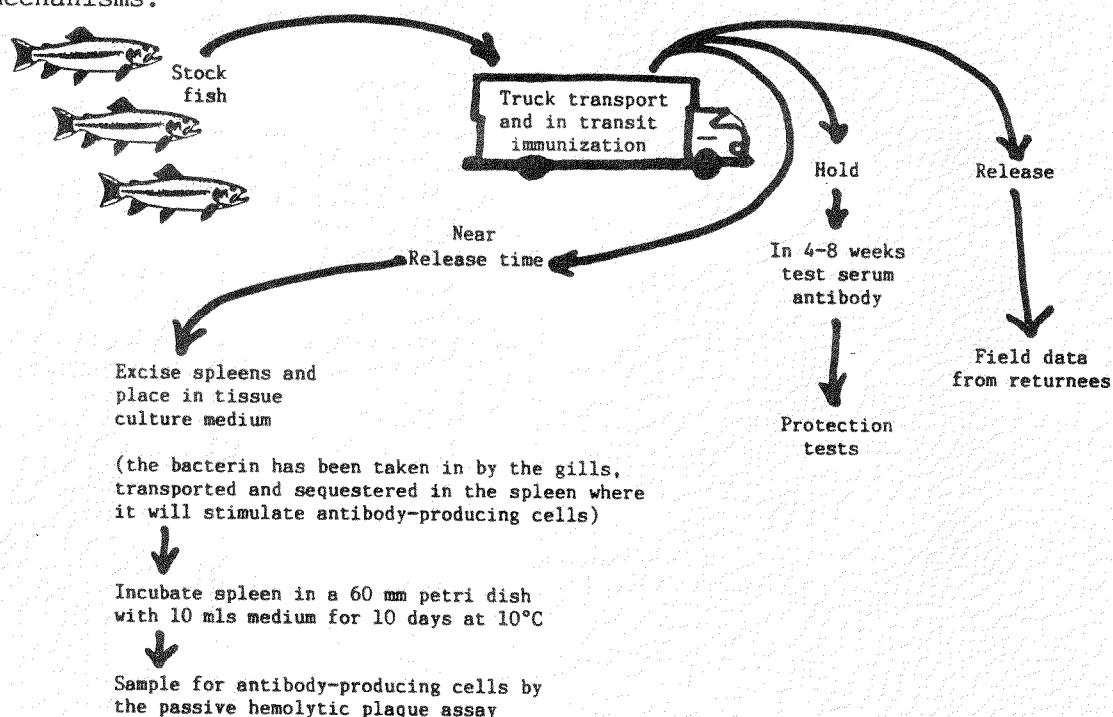 mechanisms.
Stock
fish
Truck transport
and in transit
immunization
Hold
Release
Near
Release time
In 4-8 weeks
test serum
antibody
Field data
from returnees
Protection
tests
Excise spleens and
place in tissue
culture medium
(the bacterin has been taken in by the gills,
transported and sequestered in the spleen where
it will stimulate antibody-producing cells)
Incubate spleen in a 60 mm petri dish
with 10 mls medium for 10 days at 10°C
Sample for antibody-producing cells by
the passive hemolytic plaque assay